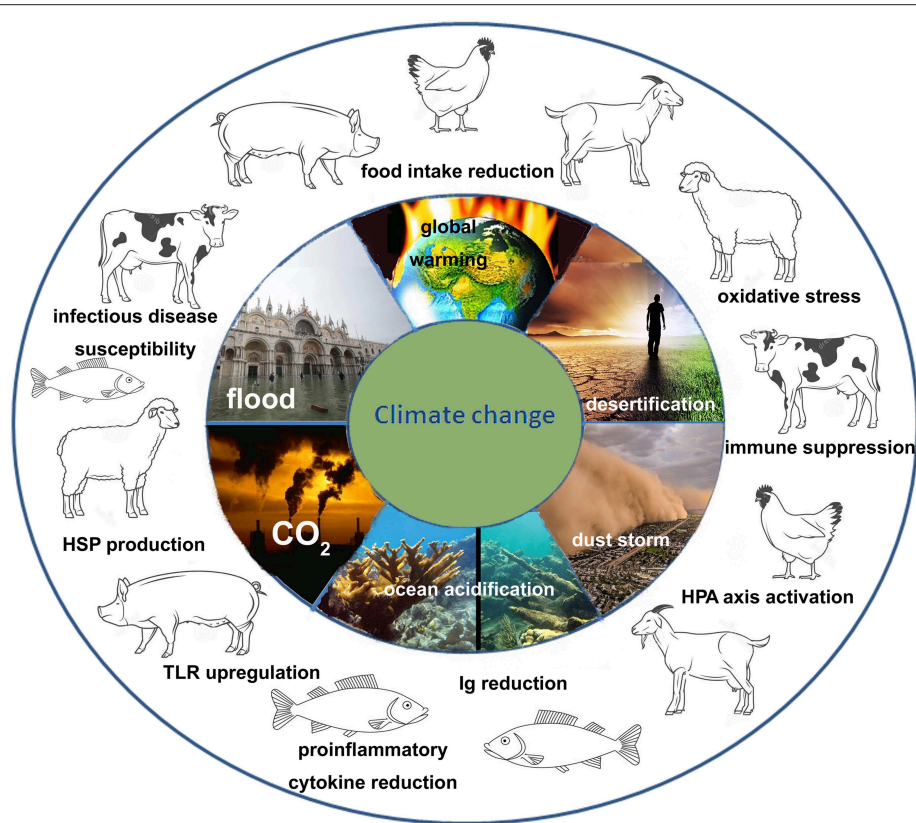 food intake reduction
global
warming
oxidative stress
infectious disease
susceptibility
flood
Climate change
desertification
immune suppression
CO₂
dust storm
HSP production
ocean acidification
HPA axis activation
TLR upregulation
Ig reduction
proinflammatory
cytokine reduction